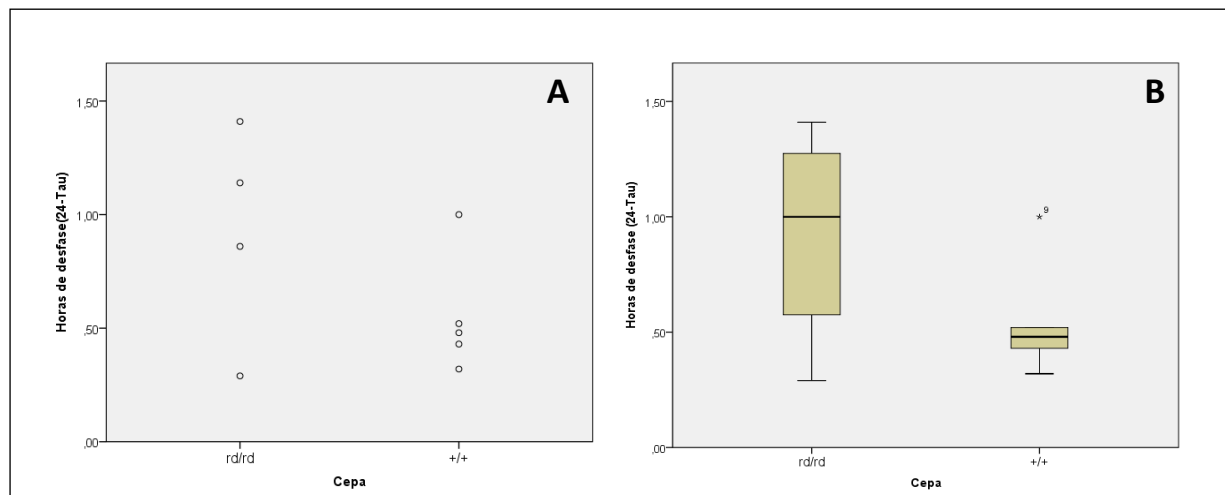 A
Horas de desfase(24-Tau)
1,50
1,00
,50
,00
rd/rd
+/+
Cepa
B
Horas de desfase (24-Tau)
1,50
1,00
,50
,00
9
rd/rd
+/+
Cepa